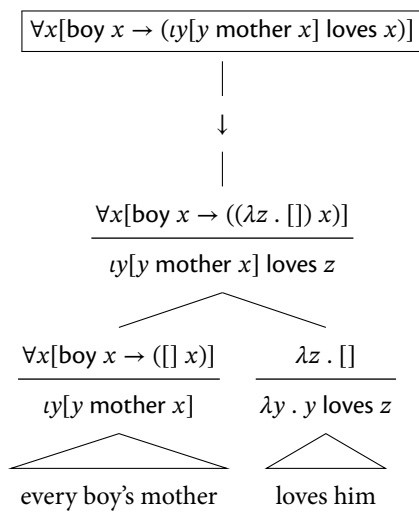 ∀x[boy x → (ιy[y mother x] loves x)]
↓
∀x[boy x → ((λz . []) x)]
ιy[y mother x] loves z
∀x[boy x → ([] x)] λz . []
ιy[y mother x] λy . y loves z
every boy's mother loves him